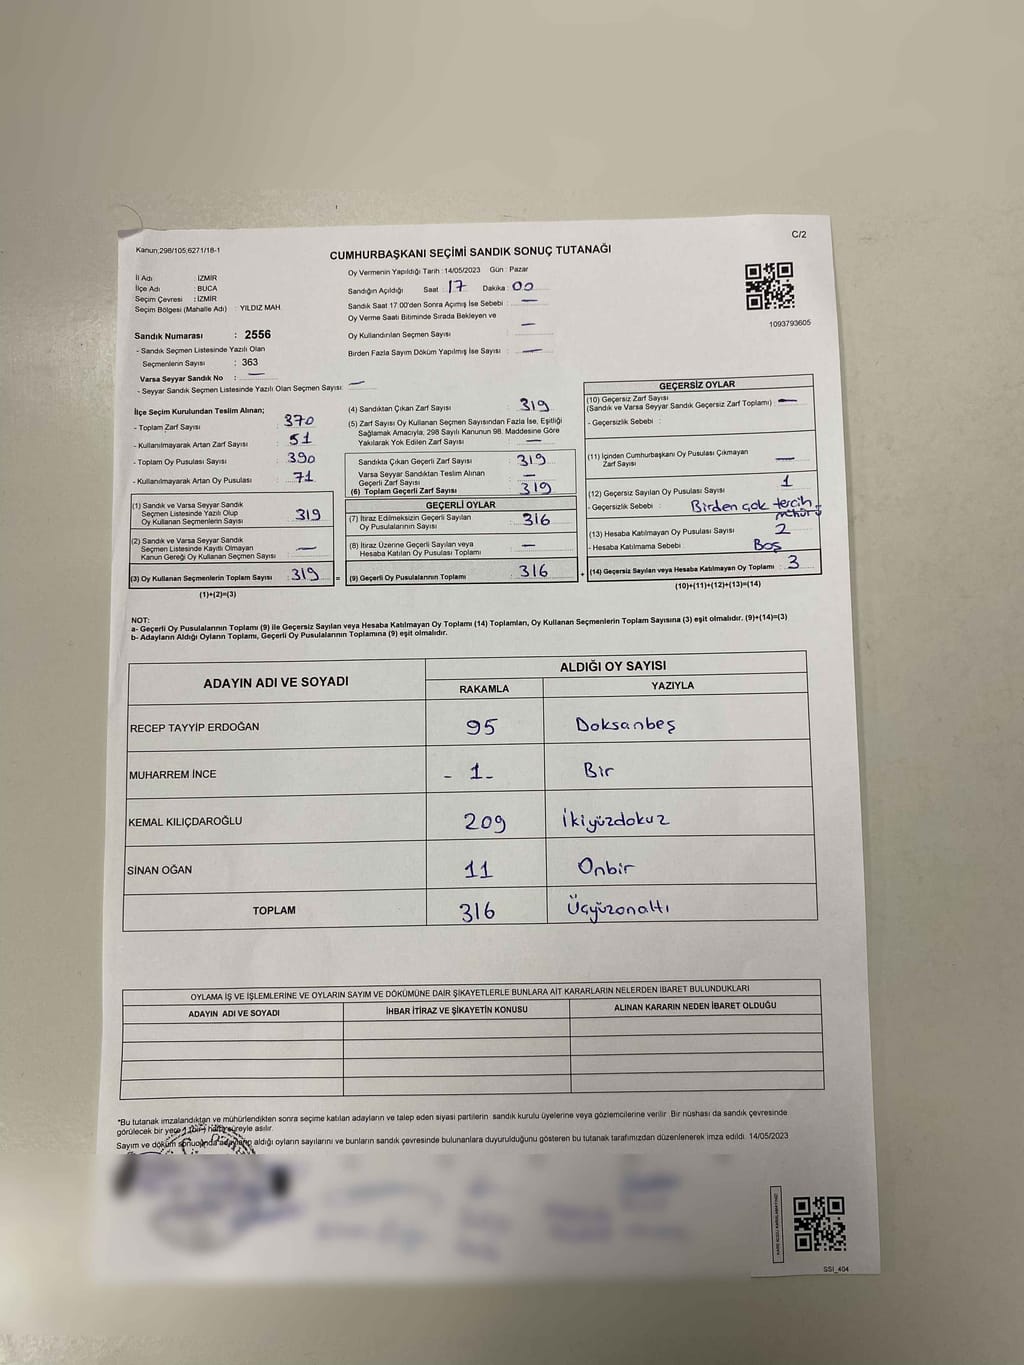 C/2
Kanun;298/105;6271/18-1
CUMHURBAŞKANI SEÇİMİ SANDIK SONUÇ TUTANAĞI
İl Adı : İZMİR
İlçe Adı : BUCA
Seçim Çevresi : İZMİR
Seçim Bölgesi (Mahalle Adı) : YILDIZ MAH.
Sandık Numarası : 2556
- Sandık Seçmen Listesinde Yazılı Olan
Seçmenlerin Sayısı : 363
Varsa Seyyar Sandık No : —
- Seyyar Sandık Seçmen Listesinde Yazılı Olan Seçmen Sayısı: —
Oy Vermenin Yapıldığı Tarih : 14/05/2023 Gün : Pazar
Sandığın Açıldığı Saat : 17 Dakika : 00
Sandık Saat 17.00'den Sonra Açımış İse Sebebi : —
Oy Verme Saati Bitiminde Sırada Bekleyen ve
Oy Kullandırılan Seçmen Sayısı : —
Birden Fazla Sayım Döküm Yapılmış İse Sayısı : —
1093793605
İlçe Seçim Kurulundan Teslim Alınan;
- Toplam Zarf Sayısı : 370
- Kullanılmayarak Artan Zarf Sayısı : 51
- Toplam Oy Pusulası Sayısı : 390
- Kullanılmayarak Artan Oy Pusulası : 71
(1) Sandık ve Varsa Seyyar Sandık
Seçmen Listesinde Yazılı Olup
Oy Kullanan Seçmenlerin Sayısı : 319
(2) Sandık ve Varsa Seyyar Sandık
Seçmen Listesinde Kayıtlı Olmayan
Kanun Gereği Oy Kullanan Seçmen Sayısı : —
(3) Oy Kullanan Seçmenlerin Toplam Sayısı : 319
(1)+(2)=(3)
=
(4) Sandıktan Çıkan Zarf Sayısı : 319
(5) Zarf Sayısı Oy Kullanan Seçmen Sayısından Fazla İse, Eşitliği
Sağlamak Amacıyla; 298 Sayılı Kanunun 98. Maddesine Göre
Yakılarak Yok Edilen Zarf Sayısı : —
Sandıkta Çıkan Geçerli Zarf Sayısı : 319
Varsa Seyyar Sandıktan Teslim Alınan
Geçerli Zarf Sayısı : —
(6) Toplam Geçerli Zarf Sayısı : 319
GEÇERLİ OYLAR
(7) İtiraz Edilmeksizin Geçerli Sayılan
Oy Pusulalarının Sayısı : 316
(8) İtiraz Üzerine Geçerli Sayılan veya
Hesaba Katılan Oy Pusulası Toplamı : —
(9) Geçerli Oy Pusulalarının Toplamı : 316
+
GEÇERSİZ OYLAR
(10) Geçersiz Zarf Sayısı
(Sandık ve Varsa Seyyar Sandık Geçersiz Zarf Toplamı) : —
- Geçersizlik Sebebi :
(11) İçinden Cumhurbaşkanı Oy Pusulası Çıkmayan
Zarf Sayısı : —
(12) Geçersiz Sayılan Oy Pusulası Sayısı : 1
- Geçersizlik Sebebi : Birden çok tercih
mührü
(13) Hesaba Katılmayan Oy Pusulası Sayısı : 2
- Hesaba Katılmama Sebebi : Boş
(14) Geçersiz Sayılan veya Hesaba Katılmayan Oy Toplamı : 3
(10)+(11)+(12)+(13)=(14)
NOT:
a- Geçerli Oy Pusulalarının Toplamı (9) ile Geçersiz Sayılan veya Hesaba Katılmayan Oy Toplamı (14) Toplamları, Oy Kullanan Seçmenlerin Toplam Sayısına (3) eşit olmalıdır. (9)+(14)=(3)
b- Adayların Aldığı Oyların Toplamı, Geçerli Oy Pusulalarının Toplamına (9) eşit olmalıdır.
ADAYIN ADI VE SOYADI
ALDIĞI OY SAYISI
RAKAMLA YAZIYLA
RECEP TAYYİP ERDOĞAN 95 Doksanbeş
MUHARREM İNCE - 1 - Bir
KEMAL KILIÇDAROĞLU 209 İkiyüzdokuz
SİNAN OĞAN 11 Onbir
TOPLAM 316 Üçyüzonaltı
OYLAMA İŞ VE İŞLEMLERİNE VE OYLARIN SAYIM VE DÖKÜMÜNE DAİR ŞİKAYETLERLE BUNLARA AİT KARARLARIN NELERDEN İBARET BULUNDUKLARI
ADAYIN ADI VE SOYADI İHBAR İTİRAZ VE ŞİKAYETİN KONUSU ALINAN KARARIN NEDEN İBARET OLDUĞU
*Bu tutanak imzalandıktan ve mühürlendikten sonra seçime katılan adayların ve talep eden siyasi partilerin sandık kurulu üyelerine veya gözlemcilerine verilir. Bir nüshası da sandık çevresinde
görülecek bir yere 1 (bir) hafta süreyle asılır.
Sayım ve döküm sonucunda adayların aldığı oyların sayılarını ve bunların sandık çevresinde bulunanlara duyurulduğunu gösteren bu tutanak tarafımızdan düzenlenerek imza edildi. 14/05/2023
SSI_404